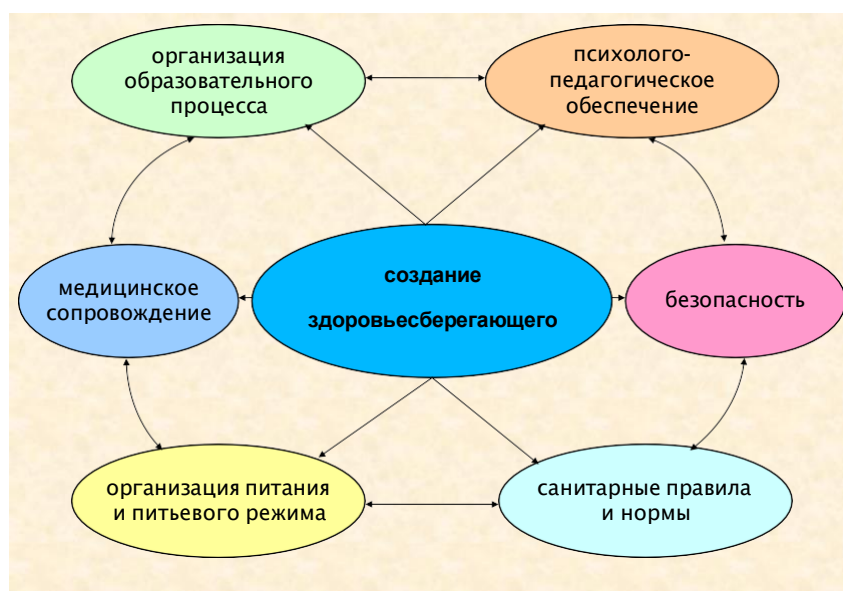 организация
образовательного
процесса
психолого-
педагогическое
обеспечение
медицинское
сопровождение
создание
здоровьесберегающего
безопасность
организация питания
и питьевого режима
санитарные правила
и нормы